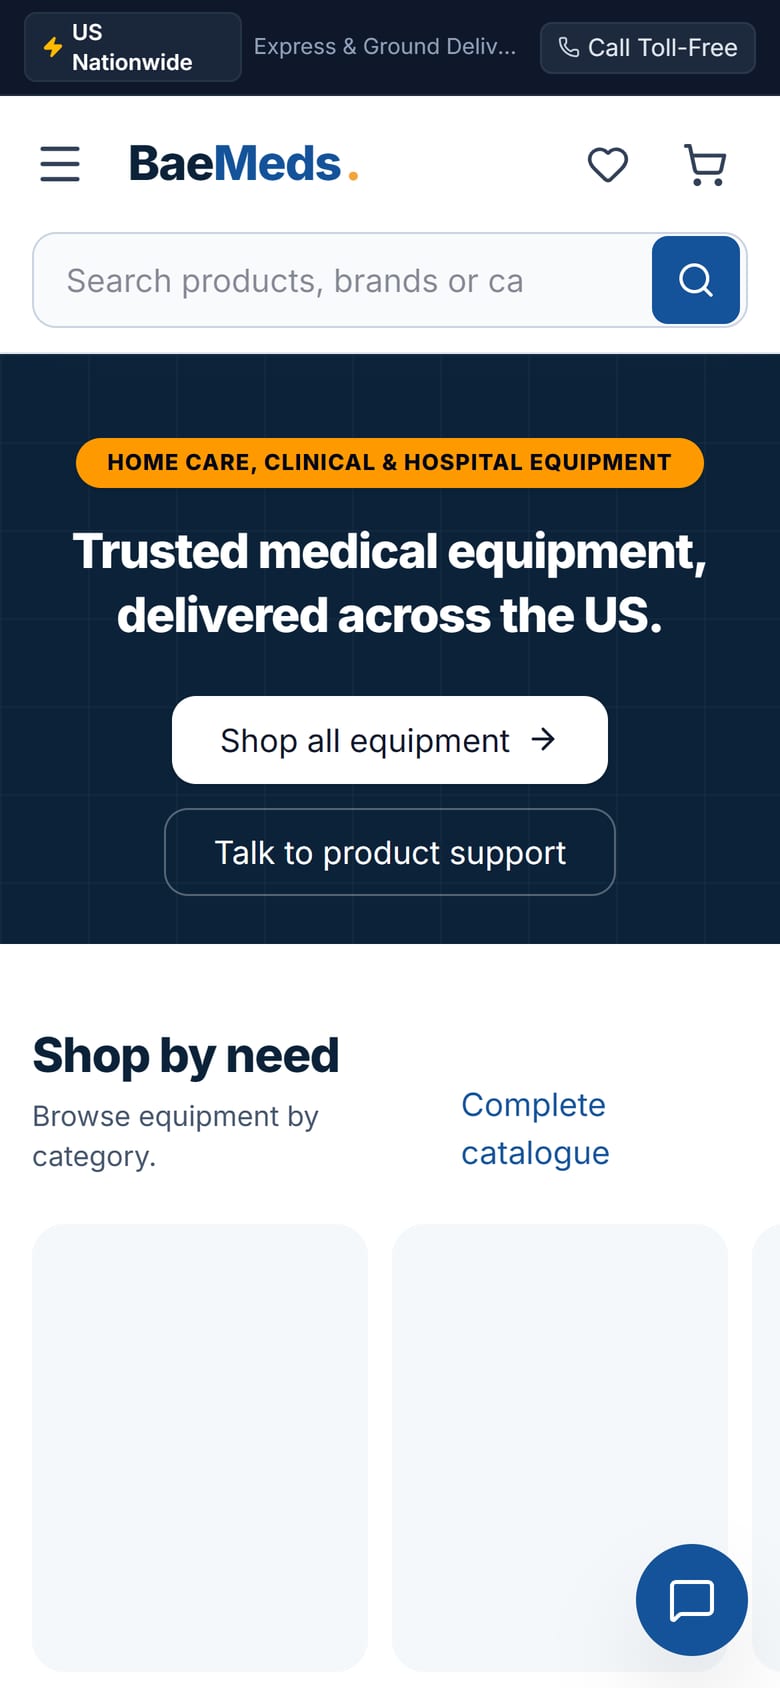 US
Nationwide
Express & Ground Deliv...
Call Toll-Free
BaeMeds.
Search products, brands or ca
HOME CARE, CLINICAL & HOSPITAL EQUIPMENT
Trusted medical equipment,
delivered across the US.
Shop all equipment →
Talk to product support
Shop by need
Browse equipment by
category.
Complete
catalogue